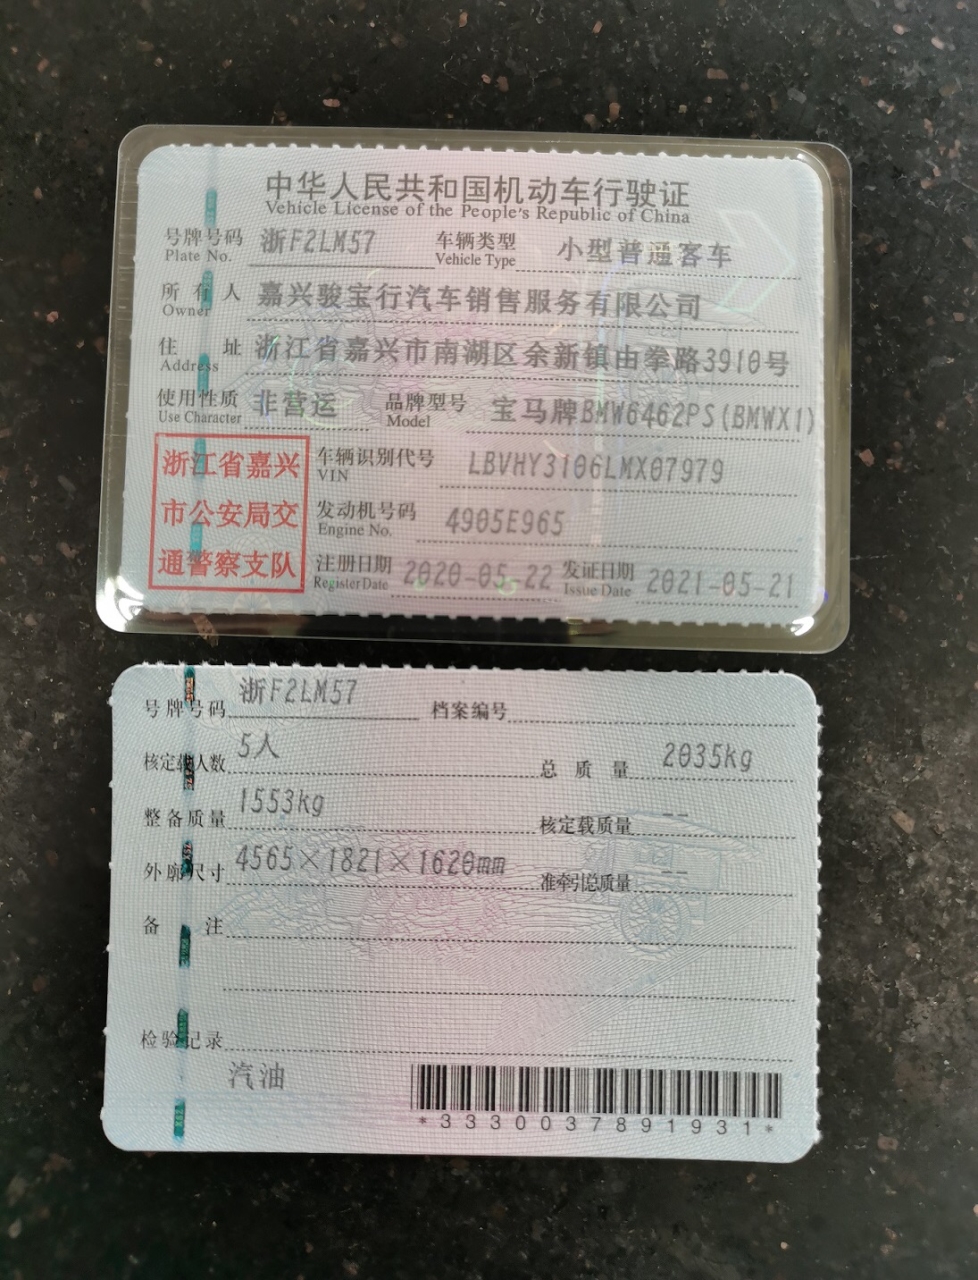 中华人民共和国机动车行驶证
Vehicle License of the People's Republic of China
号牌号码 浙F2LM57 车辆类型 小型普通客车
Plate No. Vehicle Type
所有人 嘉兴骏宝行汽车销售服务有限公司
Owner
住址 浙江省嘉兴市南湖区余新镇由拳路3910号
Address
使用性质 非营运 品牌型号 宝马牌BMW6462PS(BMWX1)
Use Character Model
浙江省嘉兴 车辆识别代号 LBVHY3106LMX07979
VIN
市公安局交 发动机号码 4905E965
Engine No.
通警察支队 注册日期 2020-05-22 发证日期 2021-05-21
Register Date Issue Date
号牌号码 浙F2LM57 档案编号
核定载人数 5人 总质量 2035kg
整备质量 1553kg 核定载质量 --
外廓尺寸 4565×1821×1620mm 准牵引总质量 --
备注
检验记录
汽油
*3330037891931*